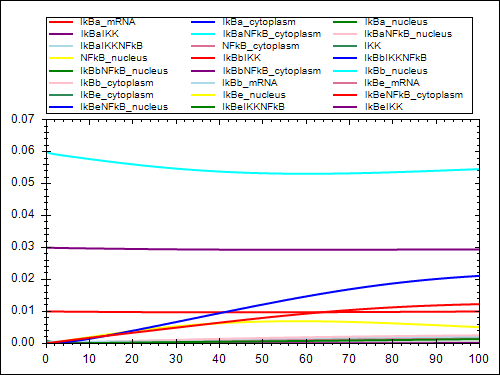 IkBa_mRNA IkBa_cytoplasm IkBa_nucleus
IkBaIKK IkBaNFkB_cytoplasm IkBaNFkB_nucleus
IkBaIKKNFkB NFkB_cytoplasm IKK
NFkB_nucleus IkBbIKK IkBbIKKNFkB
IkBbNFkB_nucleus IkBbNFkB_cytoplasm IkBb_nucleus
IkBb_cytoplasm IkBb_mRNA IkBe_mRNA
IkBe_cytoplasm IkBe_nucleus IkBeNFkB_cytoplasm
IkBeNFkB_nucleus IkBeIKKNFkB IkBeIKK
0.07
0.06
0.05
0.04
0.03
0.02
0.01
0.00
0 10 20 30 40 50 60 70 80 90 100